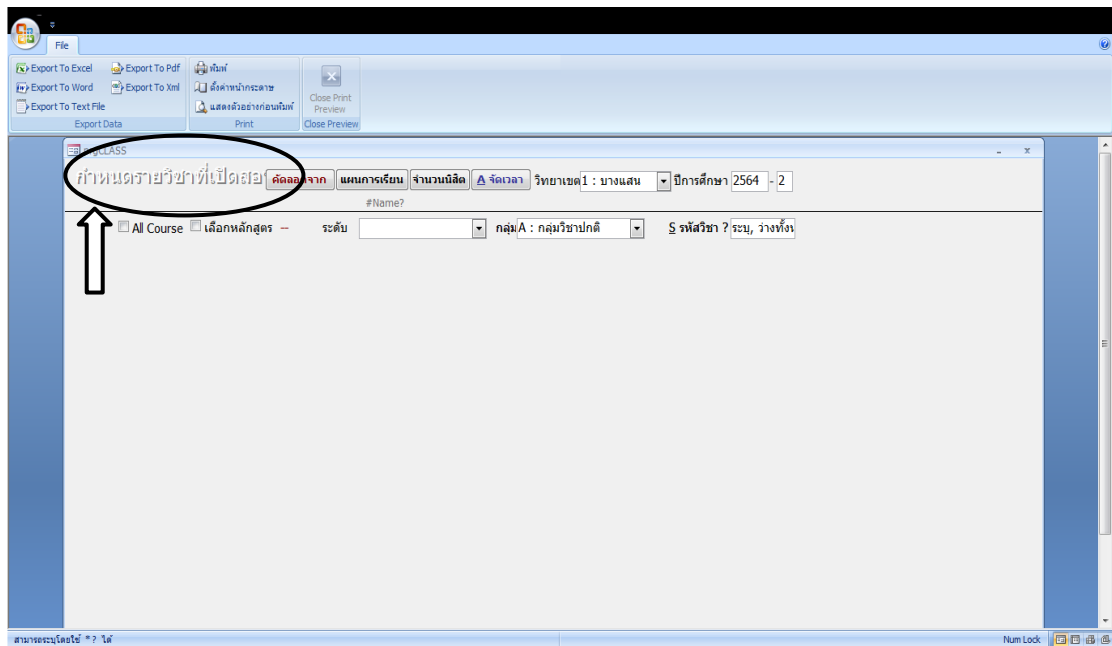 File
Export To Excel Export To Pdf พิมพ์
Export To Word Export To Xml ตั้งค่าหน้ากระดาษ
Export To Text File แสดงตัวอย่างก่อนพิมพ์
Close Print Preview
Export Data Print Close Preview
กำหนดรายวิชาที่เปิดสอ คัดลอกจาก แผนการเรียน จำนวนนิสิต A จัดเวลา วิทยาเขต 1 : บางแสน ปีการศึกษา 2564 - 2
#Name?
All Course เลือกหลักสูตร -- ระดับ กลุ่ม A : กลุ่มวิชาปกติ S รหัสวิชา ? ระบุ, ว่างทั้งห
สามารถระบุโดยใช้ * ? ได้ Num Lock